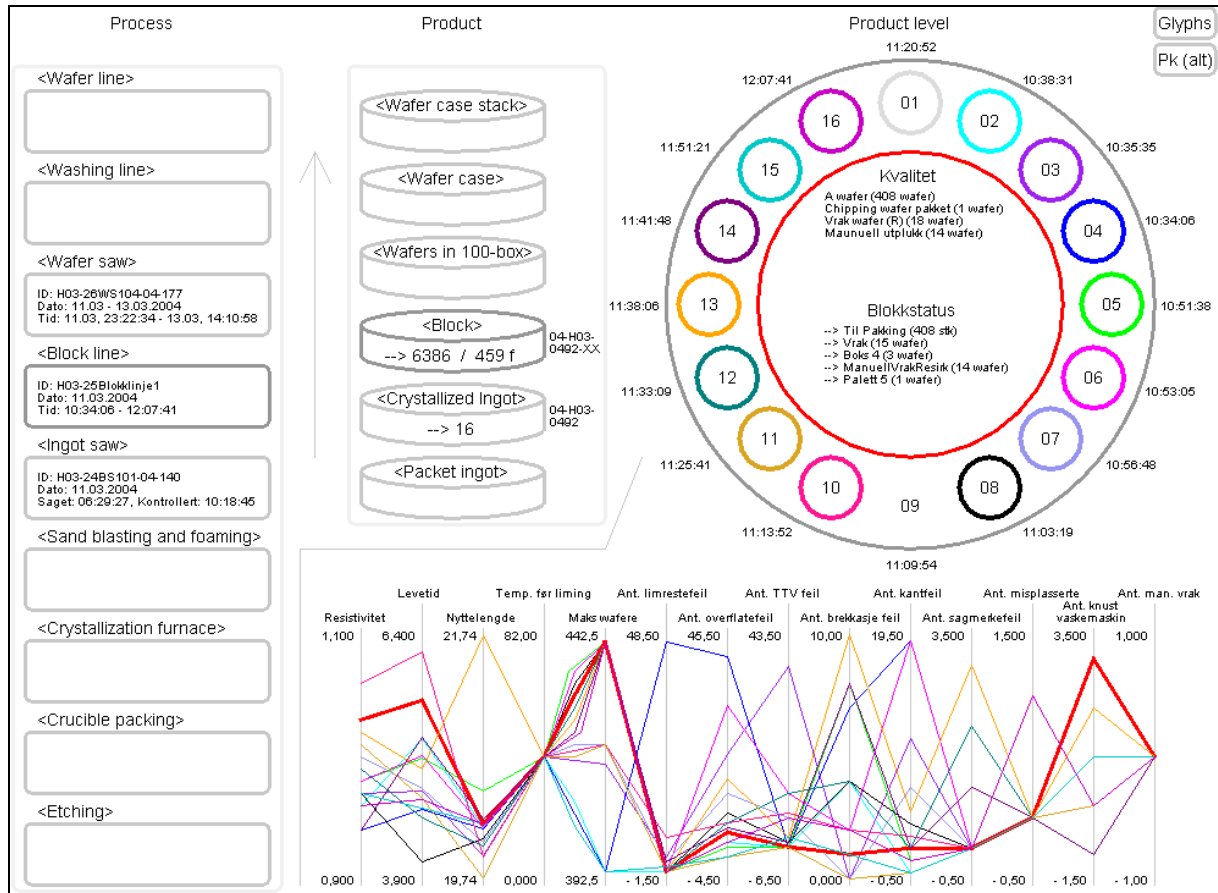 Process
Product
Product level
Glyphs
Pk (alt)
<Wafer line>
<Washing line>
<Wafer saw>
ID: H03-26WS104-04-177
Dato: 11.03 - 13.03.2004
Tid: 11.03, 23:22:34 - 13.03, 14:10:58
<Block line>
ID: H03-25Blokklinje1
Dato: 11.03.2004
Tid: 10:34:06 - 12:07:41
<Ingot saw>
ID: H03-24BS101-04-140
Dato: 11.03.2004
Saget: 06:29:27, Kontrollert: 10:18:45
<Sand blasting and foaming>
<Crystallization furnace>
<Crucible packing>
<Etching>
<Wafer case stack>
<Wafer case>
<Wafers in 100-box>
<Block>
--> 6386 / 459 f
04-H03-
0492-XX
<Crystallized Ingot>
--> 16
04-H03-
0492
<Packet ingot>
11:20:52
10:38:31
10:35:35
10:34:06
10:51:38
10:53:05
10:56:48
11:03:19
11:09:54
11:13:52
11:25:41
11:33:09
11:38:06
11:41:48
11:51:21
12:07:41
01
02
03
04
05
06
07
08
09
10
11
12
13
14
15
16
Kvalitet
A wafer (408 wafer)
Chipping wafer pakket (1 wafer)
Vrak wafer (R) (18 wafer)
Maunuell utplukk (14 wafer)
Blokkstatus
--> Til Pakking (408 stk)
--> Vrak (15 wafer)
--> Boks 4 (3 wafer)
--> ManuellVrakResirk (14 wafer)
--> Palett 5 (1 wafer)
Levetid
Temp. før liming
Ant. limrestefeil
Ant. TTV feil
Ant. kantfeil
Ant. misplasserte
Ant. man. vrak
Resistivitet
Nyttelengde
Maks wafere
Ant. overflatefeil
Ant. brekkasje feil
Ant. sagmerkefeil
Ant. knust
vaskemaskin
1,100
6,400
21,74
82,00
442,5
48,50
45,50
43,50
10,00
19,50
3,500
1,500
3,500
1,000
0,900
3,900
19,74
0,000
392,5
- 1,50
- 4,50
- 6,50
0,000
- 0,50
- 0,50
- 0,50
- 1,50
- 1,00